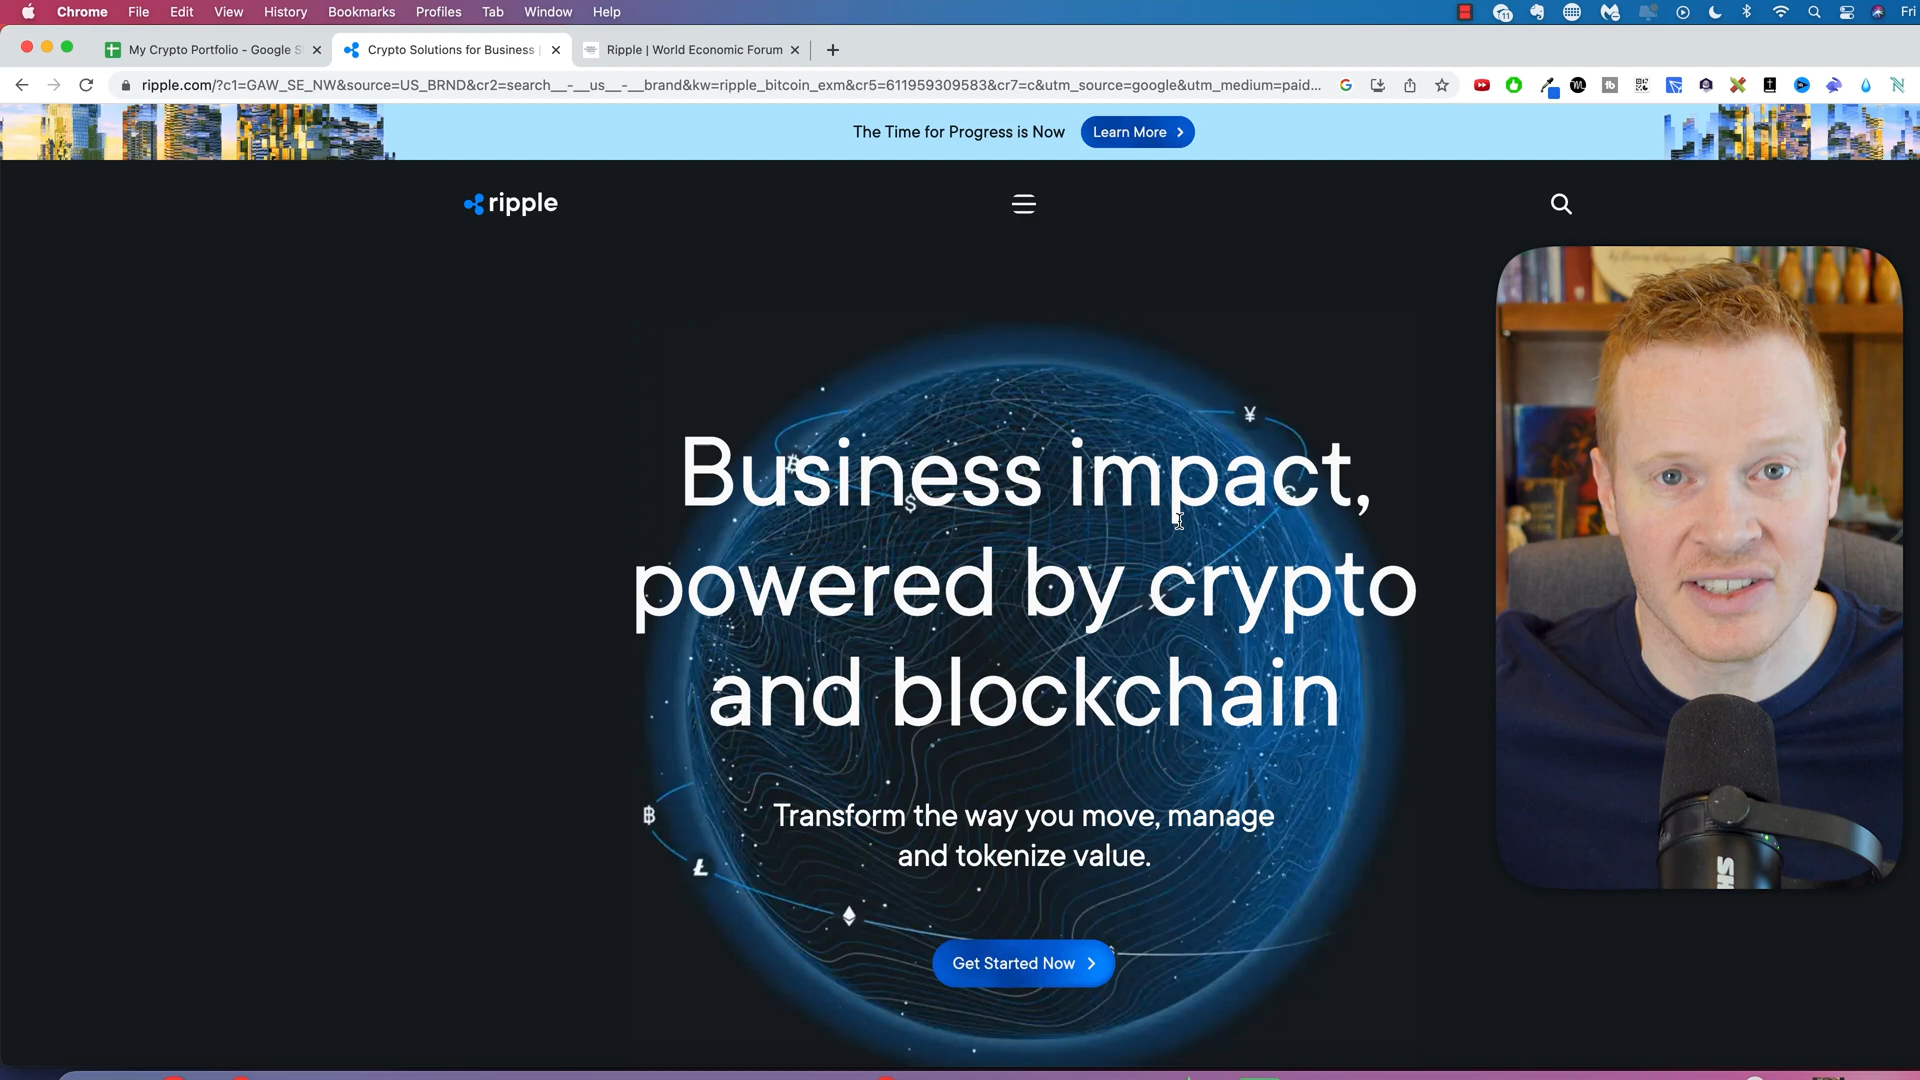 Chrome File Edit View History Bookmarks Profiles Tab Window Help
11
Fri
My Crypto Portfolio - Google S
Crypto Solutions for Business |
Ripple | World Economic Forum
ripple.com/?c1=GAW_SE_NW&source=US_BRND&cr2=search__-__us__-__brand&kw=ripple_bitcoin_exm&cr5=611959309583&cr7=c&utm_source=google&utm_medium=paid...
The Time for Progress is Now
Learn More
ripple
Business impact,
powered by crypto
and blockchain
Transform the way you move, manage
and tokenize value.
Get Started Now
SH